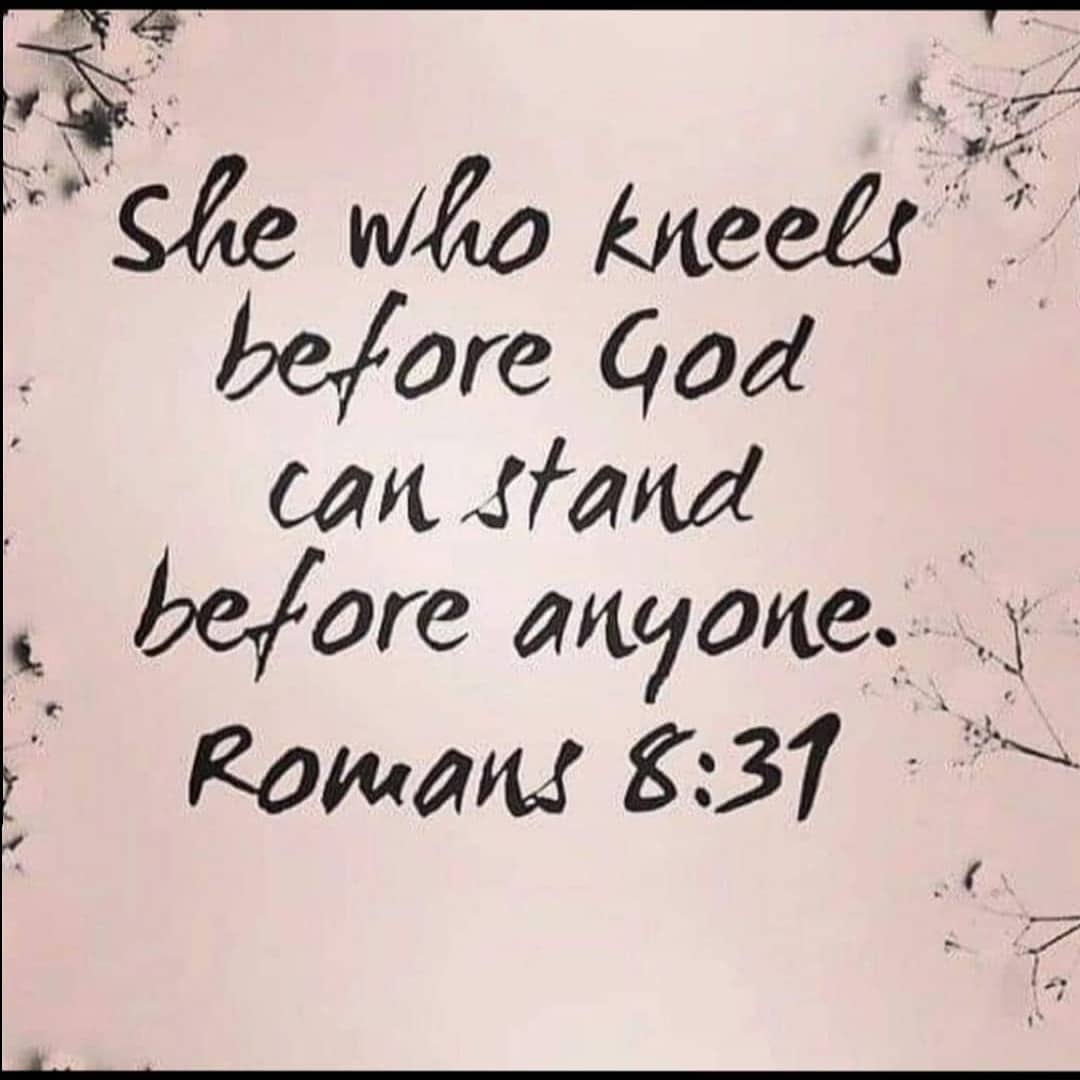 She who kneels
before God
can stand
before anyone.
Romans 8:31